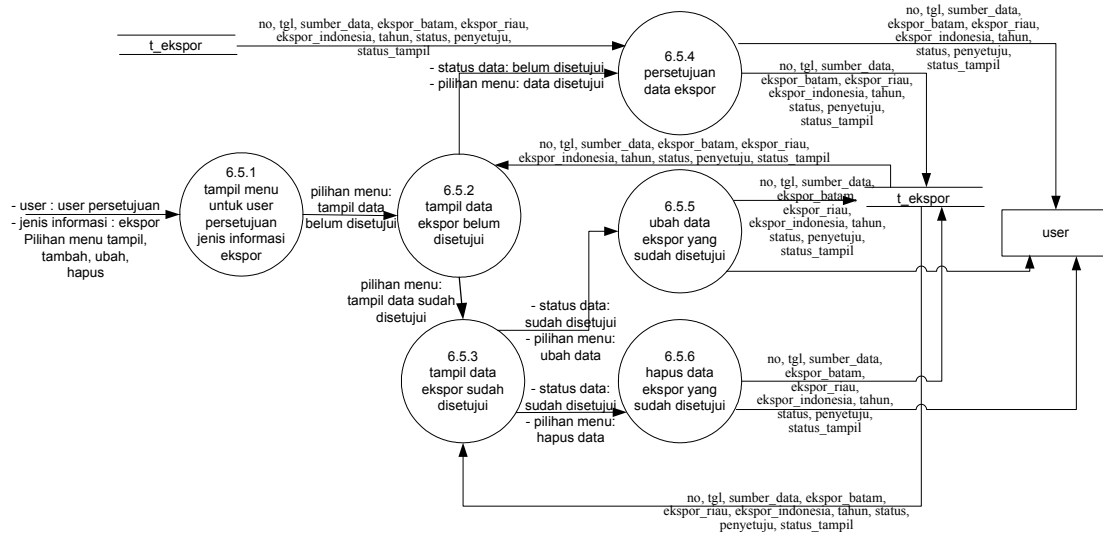 no, tgl, sumber_data, ekspor_batam, ekspor_riau,
ekspor_indonesia, tahun, status, penyetuju,
status_tampil
t_ekspor
- status data: belum disetujui
- pilihan menu: data disetujui
6.5.4
persetujuan
data ekspor
no, tgl, sumber_data,
ekspor_batam, ekspor_riau,
ekspor_indonesia, tahun,
status, penyetuju,
status_tampil
no, tgl, sumber_data,
ekspor_batam, ekspor_riau,
ekspor_indonesia, tahun,
status, penyetuju,
status_tampil
no, tgl, sumber_data, ekspor_batam, ekspor_riau,
ekspor_indonesia, tahun, status, penyetuju, status_tampil
- user : user persetujuan
- jenis informasi : ekspor
Pilihan menu tampil,
tambah, ubah,
hapus
6.5.1
tampil menu
untuk user
persetujuan
jenis informasi
ekspor
pilihan menu:
tampil data
belum disetujui
6.5.2
tampil data
ekspor belum
disetujui
6.5.5
ubah data
ekspor yang
sudah disetujui
no, tgl, sumber_data,
ekspor_batam,
ekspor_riau,
ekspor_indonesia, tahun,
status, penyetuju,
status_tampil
t_ekspor
user
pilihan menu:
tampil data sudah
disetujui
- status data:
sudah disetujui
- pilihan menu:
ubah data
6.5.3
tampil data
ekspor sudah
disetujui
- status data:
sudah disetujui
- pilihan menu:
hapus data
6.5.6
hapus data
ekspor yang
sudah disetujui
no, tgl, sumber_data,
ekspor_batam,
ekspor_riau,
ekspor_indonesia, tahun,
status, penyetuju,
status_tampil
no, tgl, sumber_data, ekspor_batam,
ekspor_riau, ekspor_indonesia, tahun, status,
penyetuju, status_tampil